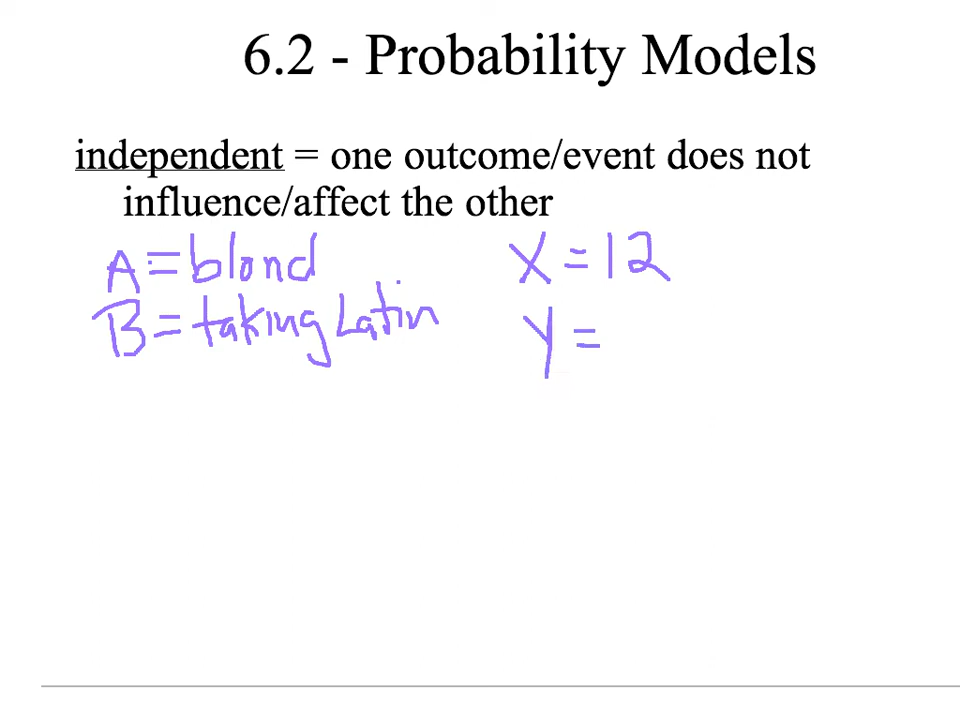 6.2 - Probability Models
independent = one outcome/event does not
influence/affect the other
A = blond
B = taking Latin
X = 12
Y =